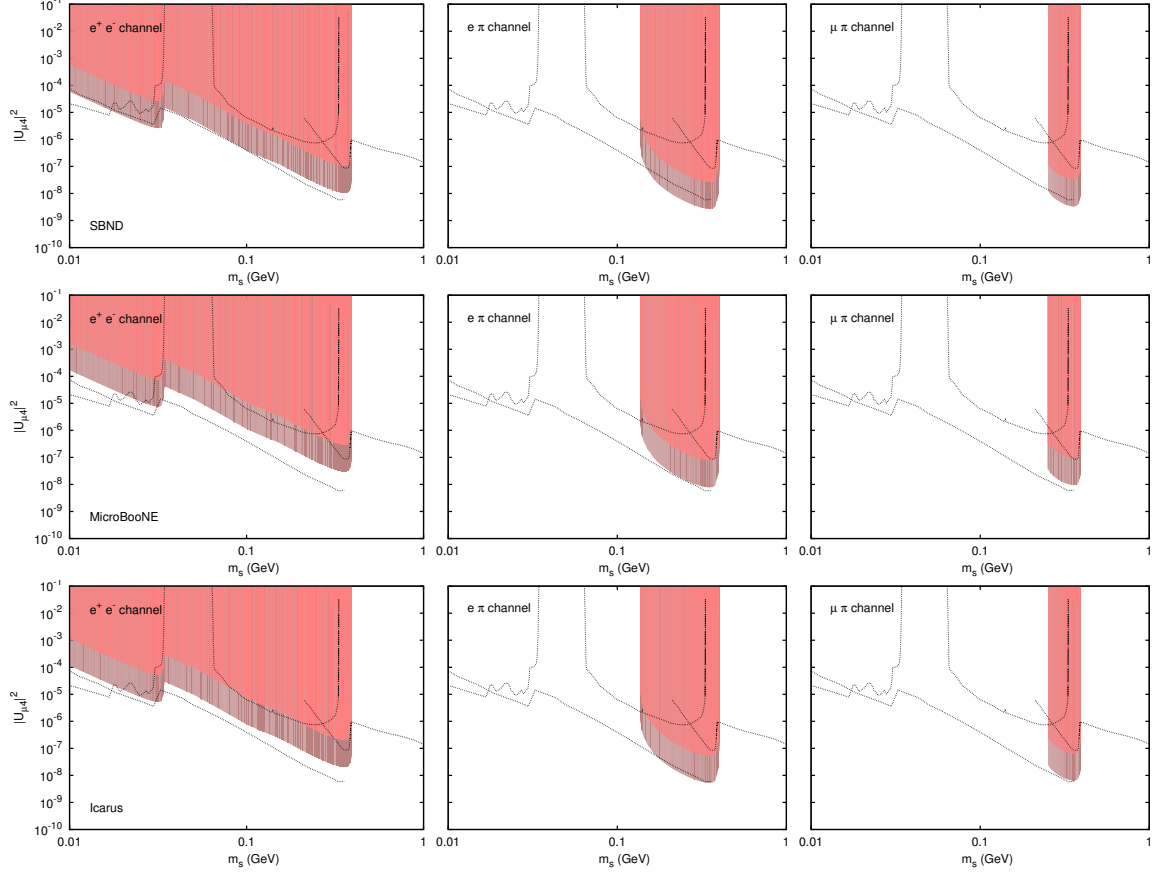 e⁺ e⁻ channel
e π channel
μ π channel
10⁻¹
10⁻²
10⁻³
10⁻⁴
10⁻⁵
10⁻⁶
10⁻⁷
10⁻⁸
10⁻⁹
10⁻¹⁰
|U_μ4|²
SBND
0.01 0.1 1
0.01 0.1 1
0.01 0.1 1
m_s (GeV)
m_s (GeV)
m_s (GeV)
e⁺ e⁻ channel
e π channel
μ π channel
10⁻¹
10⁻²
10⁻³
10⁻⁴
10⁻⁵
10⁻⁶
10⁻⁷
10⁻⁸
10⁻⁹
10⁻¹⁰
|U_μ4|²
MicroBooNE
0.01 0.1 1
0.01 0.1 1
0.01 0.1 1
m_s (GeV)
m_s (GeV)
m_s (GeV)
e⁺ e⁻ channel
e π channel
μ π channel
10⁻¹
10⁻²
10⁻³
10⁻⁴
10⁻⁵
10⁻⁶
10⁻⁷
10⁻⁸
10⁻⁹
10⁻¹⁰
|U_μ4|²
Icarus
0.01 0.1 1
0.01 0.1 1
0.01 0.1 1
m_s (GeV)
m_s (GeV)
m_s (GeV)